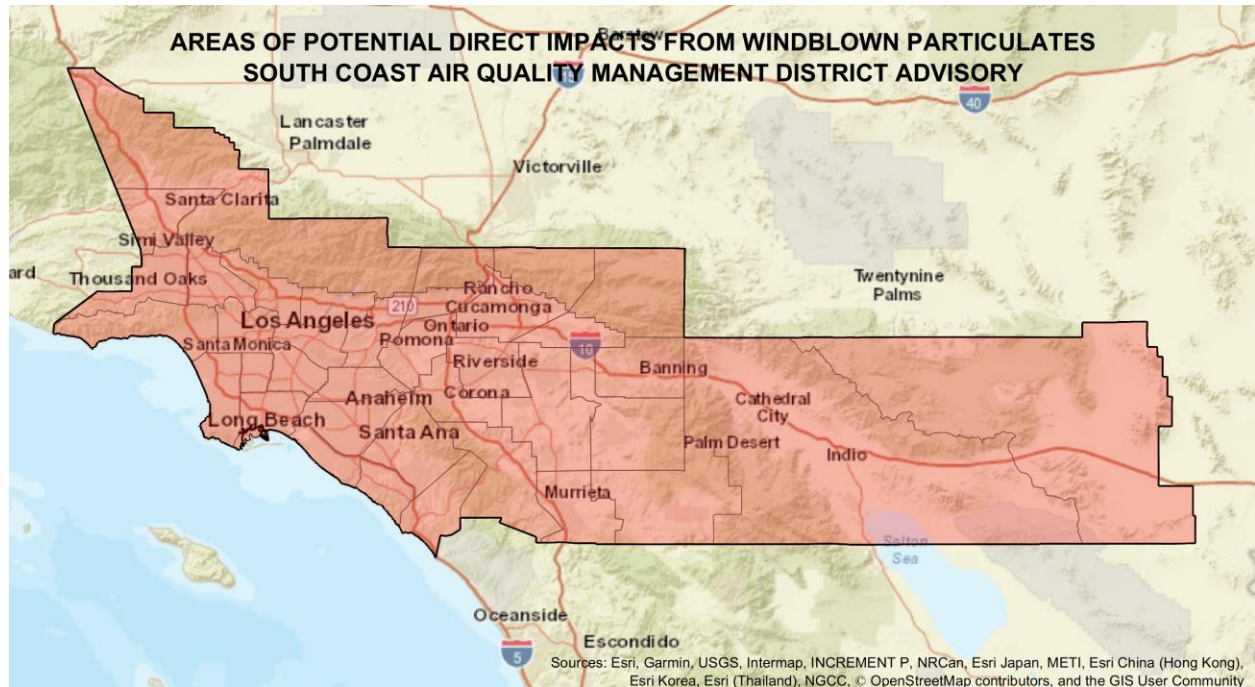 AREAS OF POTENTIAL DIRECT IMPACTS FROM WINDBLOWN PARTICULATES
SOUTH COAST AIR QUALITY MANAGEMENT DISTRICT ADVISORY
Barstow
15
40
Lancaster
Palmdale
Victorville
Santa Clarita
Simi Valley
ard
Thousand Oaks
Twentynine
Palms
Rancho
Cucamonga
210
Los Angeles
Ontario
Santa Monica
Pomona
10
Riverside
Banning
Anaheim
Corona
Cathedral
City
Long Beach
Santa Ana
Palm Desert
Indio
Murrieta
Salton
Sea
Oceanside
Escondido
5
Sources: Esri, Garmin, USGS, Intermap, INCREMENT P, NRCan, Esri Japan, METI, Esri China (Hong Kong),
Esri Korea, Esri (Thailand), NGCC, © OpenStreetMap contributors, and the GIS User Community